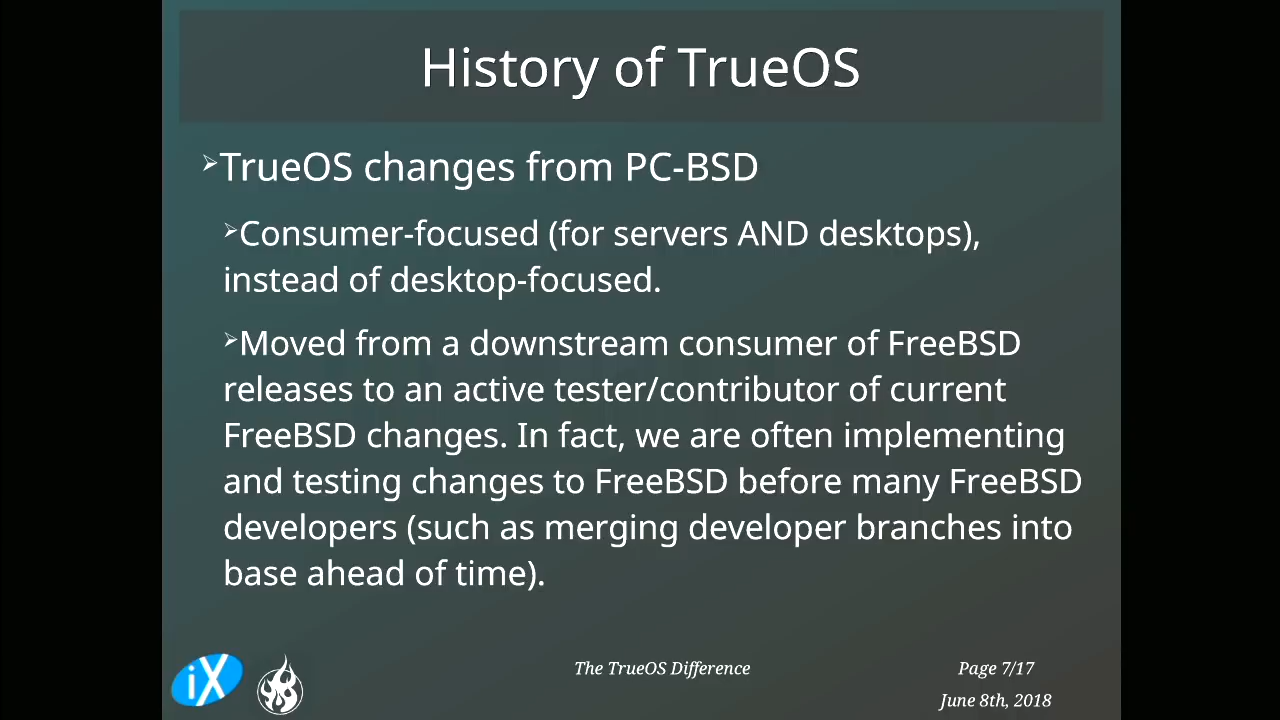 History of TrueOS
➢TrueOS changes from PC-BSD
➢Consumer-focused (for servers AND desktops),
instead of desktop-focused.
➢Moved from a downstream consumer of FreeBSD
releases to an active tester/contributor of current
FreeBSD changes. In fact, we are often implementing
and testing changes to FreeBSD before many FreeBSD
developers (such as merging developer branches into
base ahead of time).
iX
The TrueOS Difference
Page 7/17
June 8th, 2018